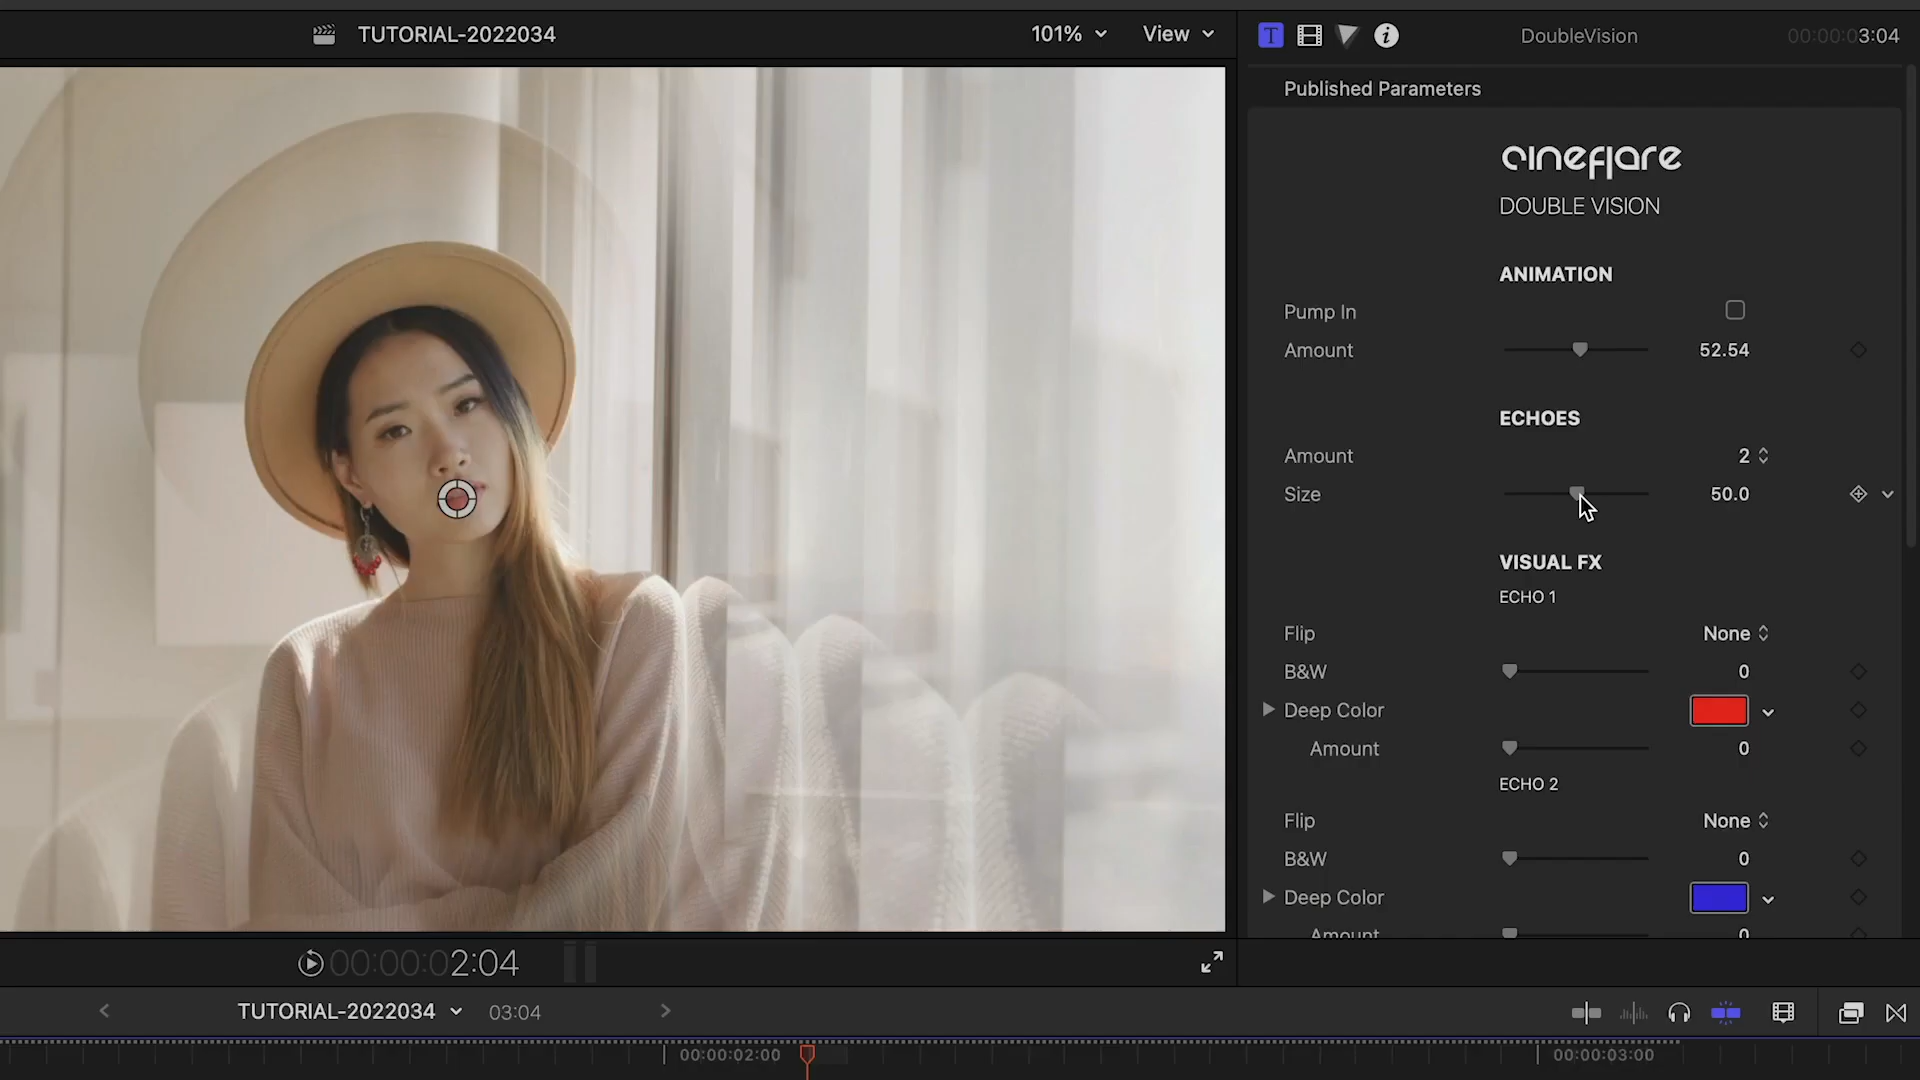 TUTORIAL-2022034
101%
View
T
i
DoubleVision
00:00:03:04
Published Parameters
cineflare
DOUBLE VISION
ANIMATION
Pump In
Amount
52.54
ECHOES
Amount
2
Size
50.0
VISUAL FX
ECHO 1
Flip
None
B&W
0
Deep Color
Amount
0
ECHO 2
Flip
None
B&W
0
Deep Color
Amount
0
00:00:02:04
TUTORIAL-2022034
03:04
00:00:02:00
00:00:03:00